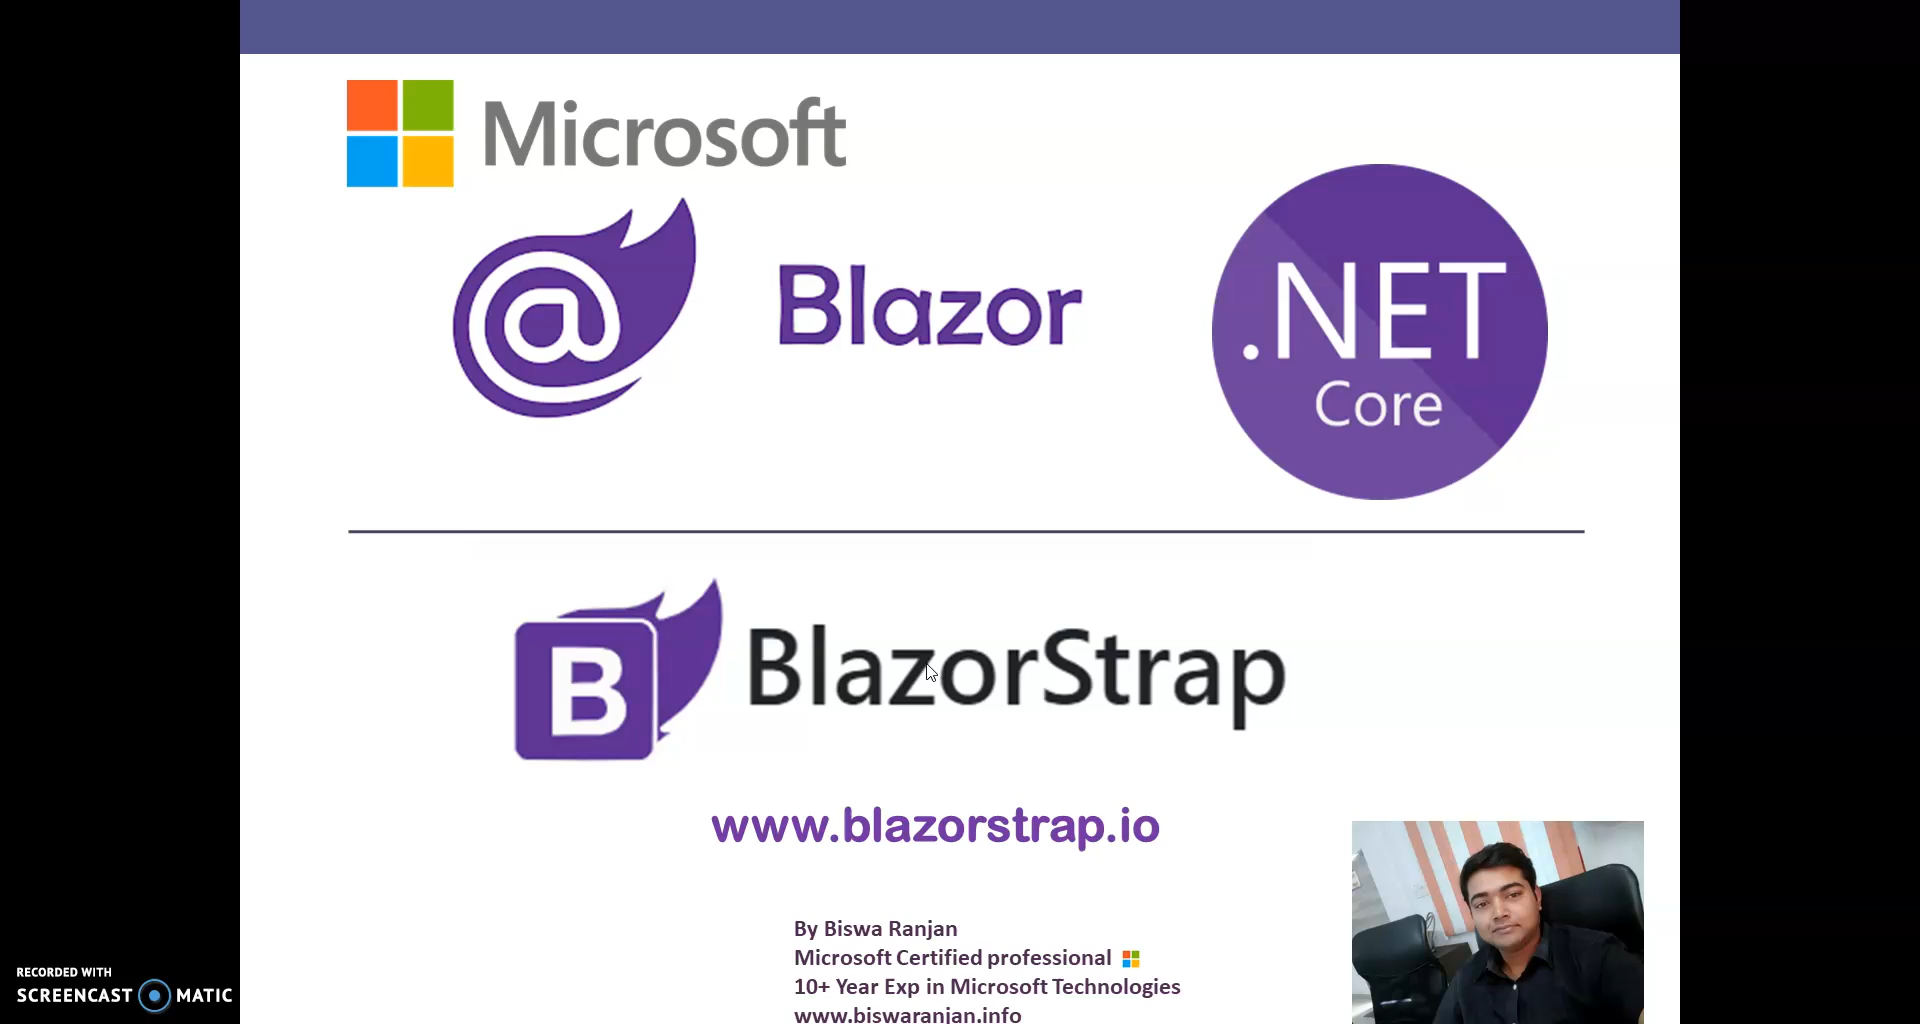 Microsoft
@ Blazor
.NET
Core
B BlazorStrap
www.blazorstrap.io
By Biswa Ranjan
Microsoft Certified professional
10+ Year Exp in Microsoft Technologies
www.biswaranjan.info
RECORDED WITH
SCREENCAST MATIC